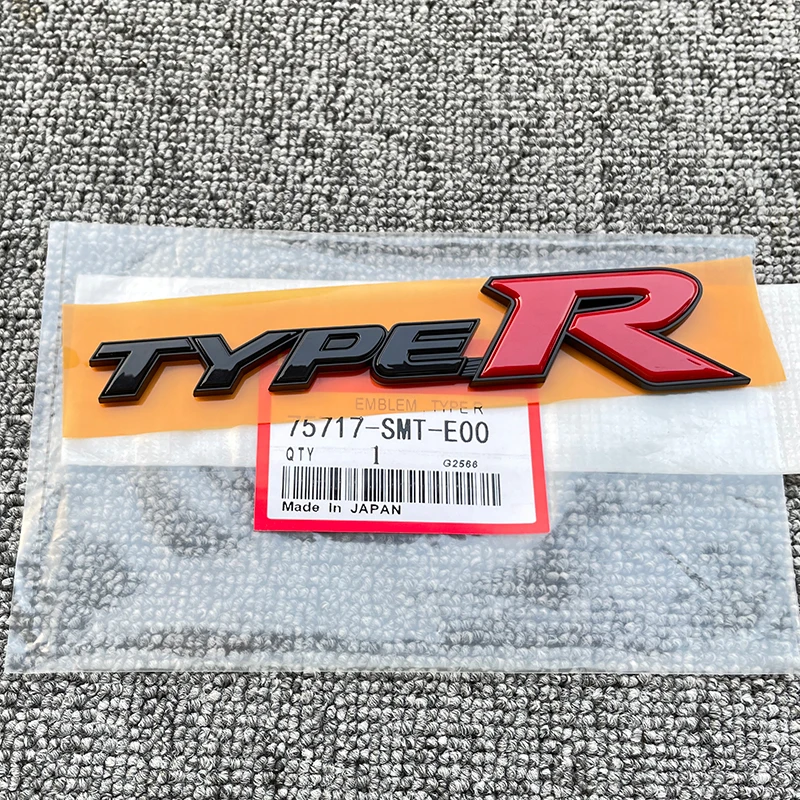 TYPE R
EMBLEM . TYPE R
75717-SMT-E00
QTY 1 G2566
Made In JAPAN